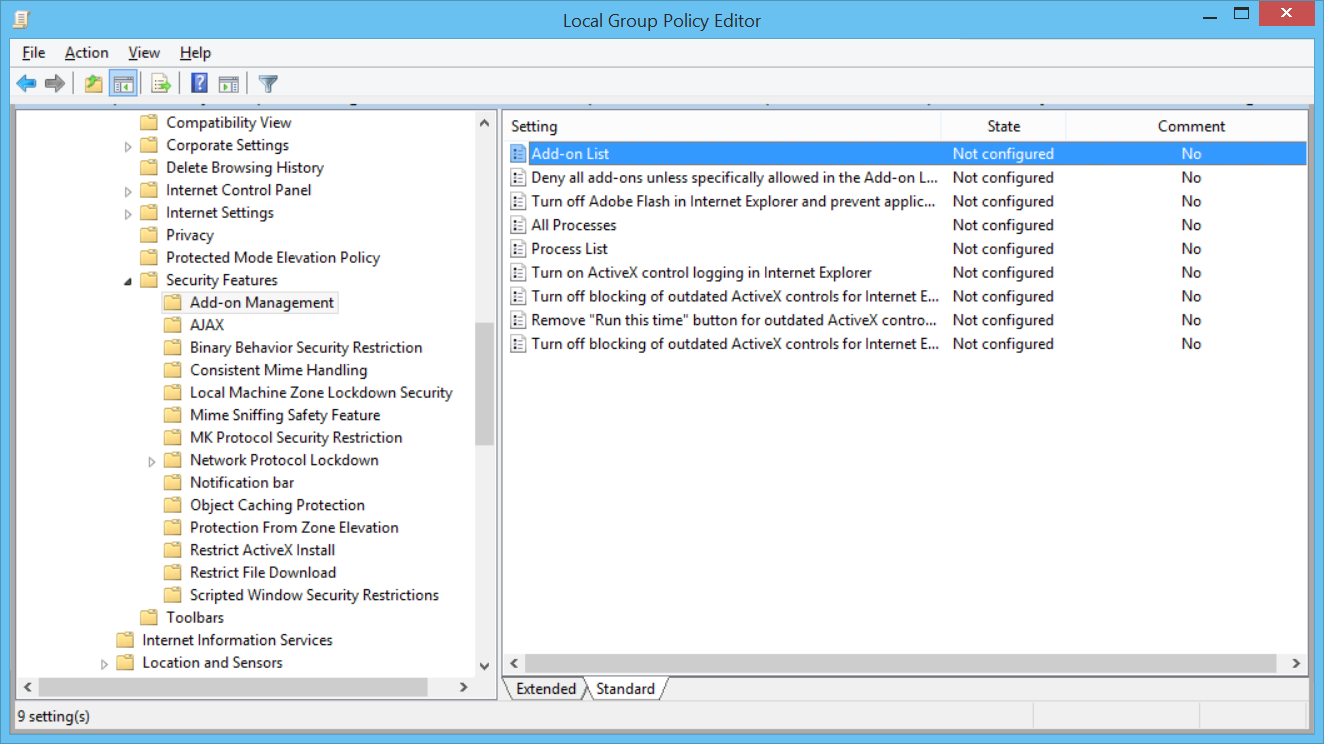 Local Group Policy Editor
File Action View Help
Compatibility View
Corporate Settings
Delete Browsing History
Internet Control Panel
Internet Settings
Privacy
Protected Mode Elevation Policy
Security Features
Add-on Management
AJAX
Binary Behavior Security Restriction
Consistent Mime Handling
Local Machine Zone Lockdown Security
Mime Sniffing Safety Feature
MK Protocol Security Restriction
Network Protocol Lockdown
Notification bar
Object Caching Protection
Protection From Zone Elevation
Restrict ActiveX Install
Restrict File Download
Scripted Window Security Restrictions
Toolbars
Internet Information Services
Location and Sensors
Setting State Comment
Add-on List Not configured No
Deny all add-ons unless specifically allowed in the Add-on L... Not configured No
Turn off Adobe Flash in Internet Explorer and prevent applic... Not configured No
All Processes Not configured No
Process List Not configured No
Turn on ActiveX control logging in Internet Explorer Not configured No
Turn off blocking of outdated ActiveX controls for Internet E... Not configured No
Remove "Run this time" button for outdated ActiveX contro... Not configured No
Turn off blocking of outdated ActiveX controls for Internet E... Not configured No
Extended Standard
9 setting(s)